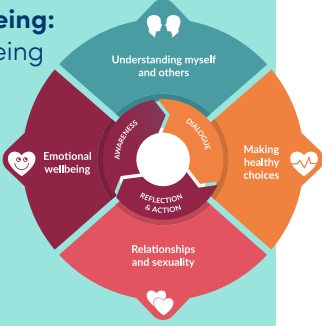 eing:
eing
Understanding myself
and others
AWARENESS
DIALOGUE
Emotional
wellbeing
Making
healthy
choices
REFLECTION
& ACTION
Relationships
and sexuality